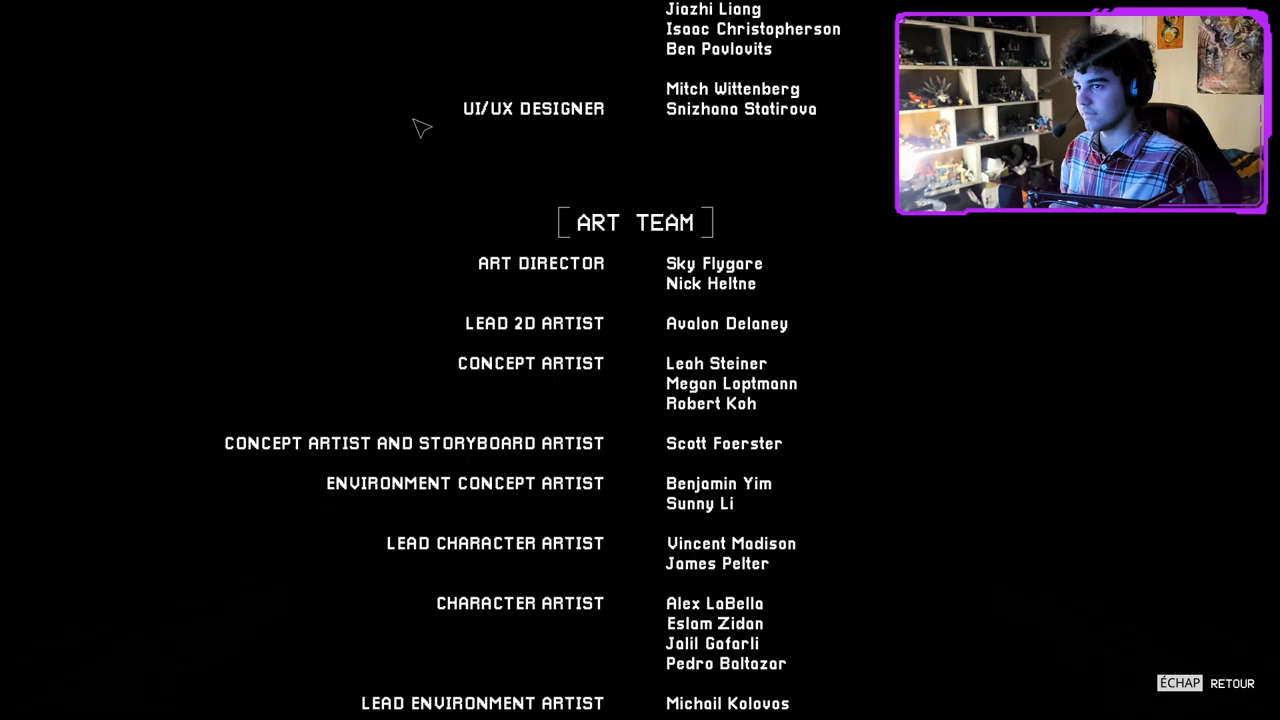 Jiazhi Liang
Isaac Christopherson
Ben Pavlovits
Mitch Wittenberg
UI/UX DESIGNER Snizhana Statirova
ART TEAM
ART DIRECTOR Sky Flygare
Nick Heltne
LEAD 2D ARTIST Avalon Delaney
CONCEPT ARTIST Leah Steiner
Megan Loptmann
Robert Koh
CONCEPT ARTIST AND STORYBOARD ARTIST Scott Foerster
ENVIRONMENT CONCEPT ARTIST Benjamin Yim
Sunny Li
LEAD CHARACTER ARTIST Vincent Madison
James Pelter
CHARACTER ARTIST Alex LaBella
Eslam Zidan
Jalil Gafarli
Pedro Baltazar
LEAD ENVIRONMENT ARTIST Michail Kolovos
ÉCHAP RETOUR